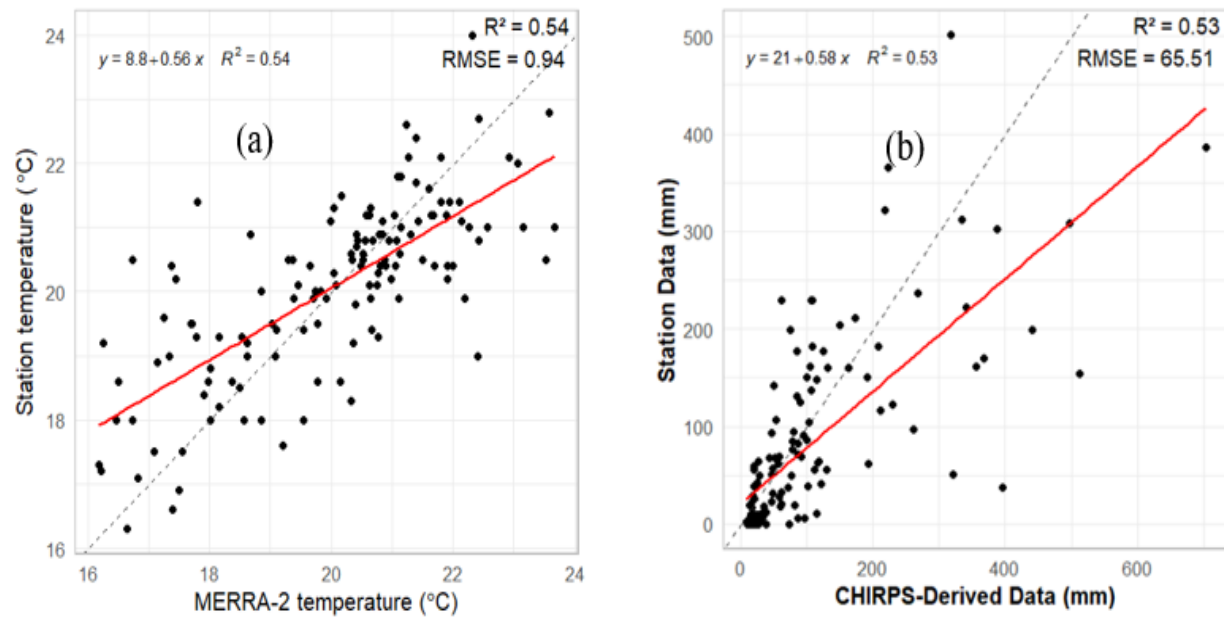 R² = 0.54
RMSE = 0.94
y = 8.8+0.56 x R² = 0.54
(a)
24
22
20
18
16
Station temperature ( °C)
16 18 20 22 24
MERRA-2 temperature (°C)
R² = 0.53
RMSE = 65.51
y = 21+0.58 x R² = 0.53
(b)
500
400
300
200
100
0
Station Data (mm)
0 200 400 600
CHIRPS-Derived Data (mm)